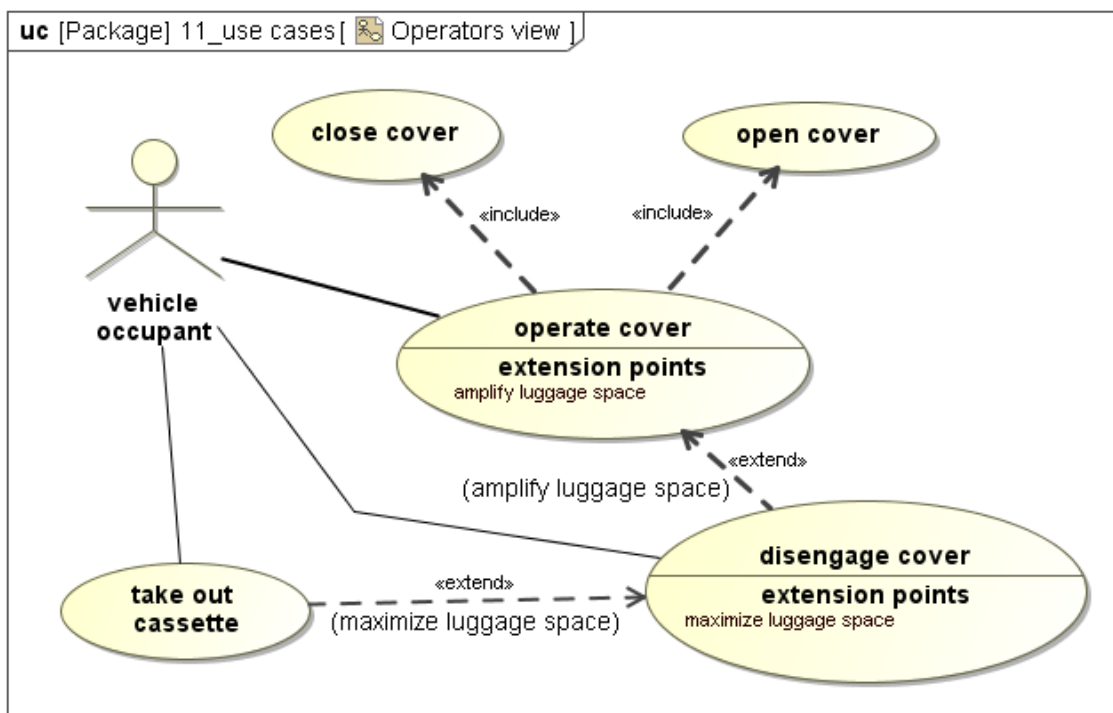 uc [Package] 11_use cases[ Operators view ]
close cover
open cover
«include»
«include»
vehicle
occupant
operate cover
extension points
amplify luggage space
«extend»
(amplify luggage space)
disengage cover
extension points
maximize luggage space
take out
cassette
«extend»
(maximize luggage space)